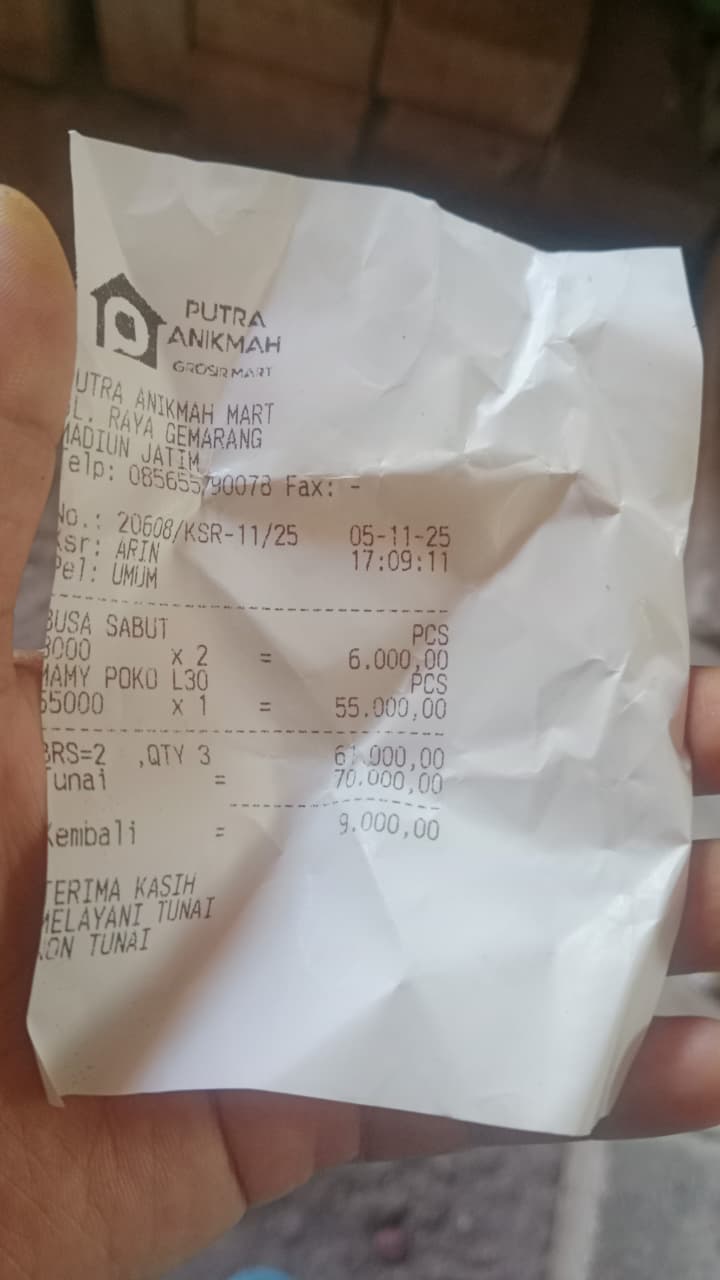 PUTRA
ANIKMAH
GROSIR MART
UTRA ANIKMAH MART
JL. RAYA GEMARANG
MADIUN JATIM
Telp: 085655790078 Fax: -
No.: 20608/KSR-11/25 05-11-25
Ksr: ARIN 17:09:11
Pel: UMUM
BUSA SABUT PCS
3000 x 2 = 6.000,00
MAMY POKO L30 PCS
55000 x 1 = 55.000,00
BRS=2 ,QTY 3 61.000,00
Tunai = 70.000,00
Kembali = 9.000,00
TERIMA KASIH
MELAYANI TUNAI
NON TUNAI